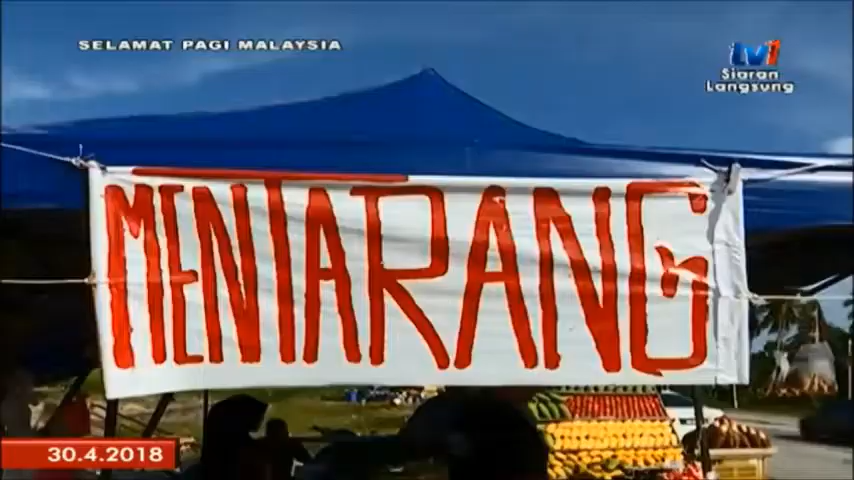 SELAMAT PAGI MALAYSIA
tv1
Siaran
Langsung
MENTARANG
30.4.2018